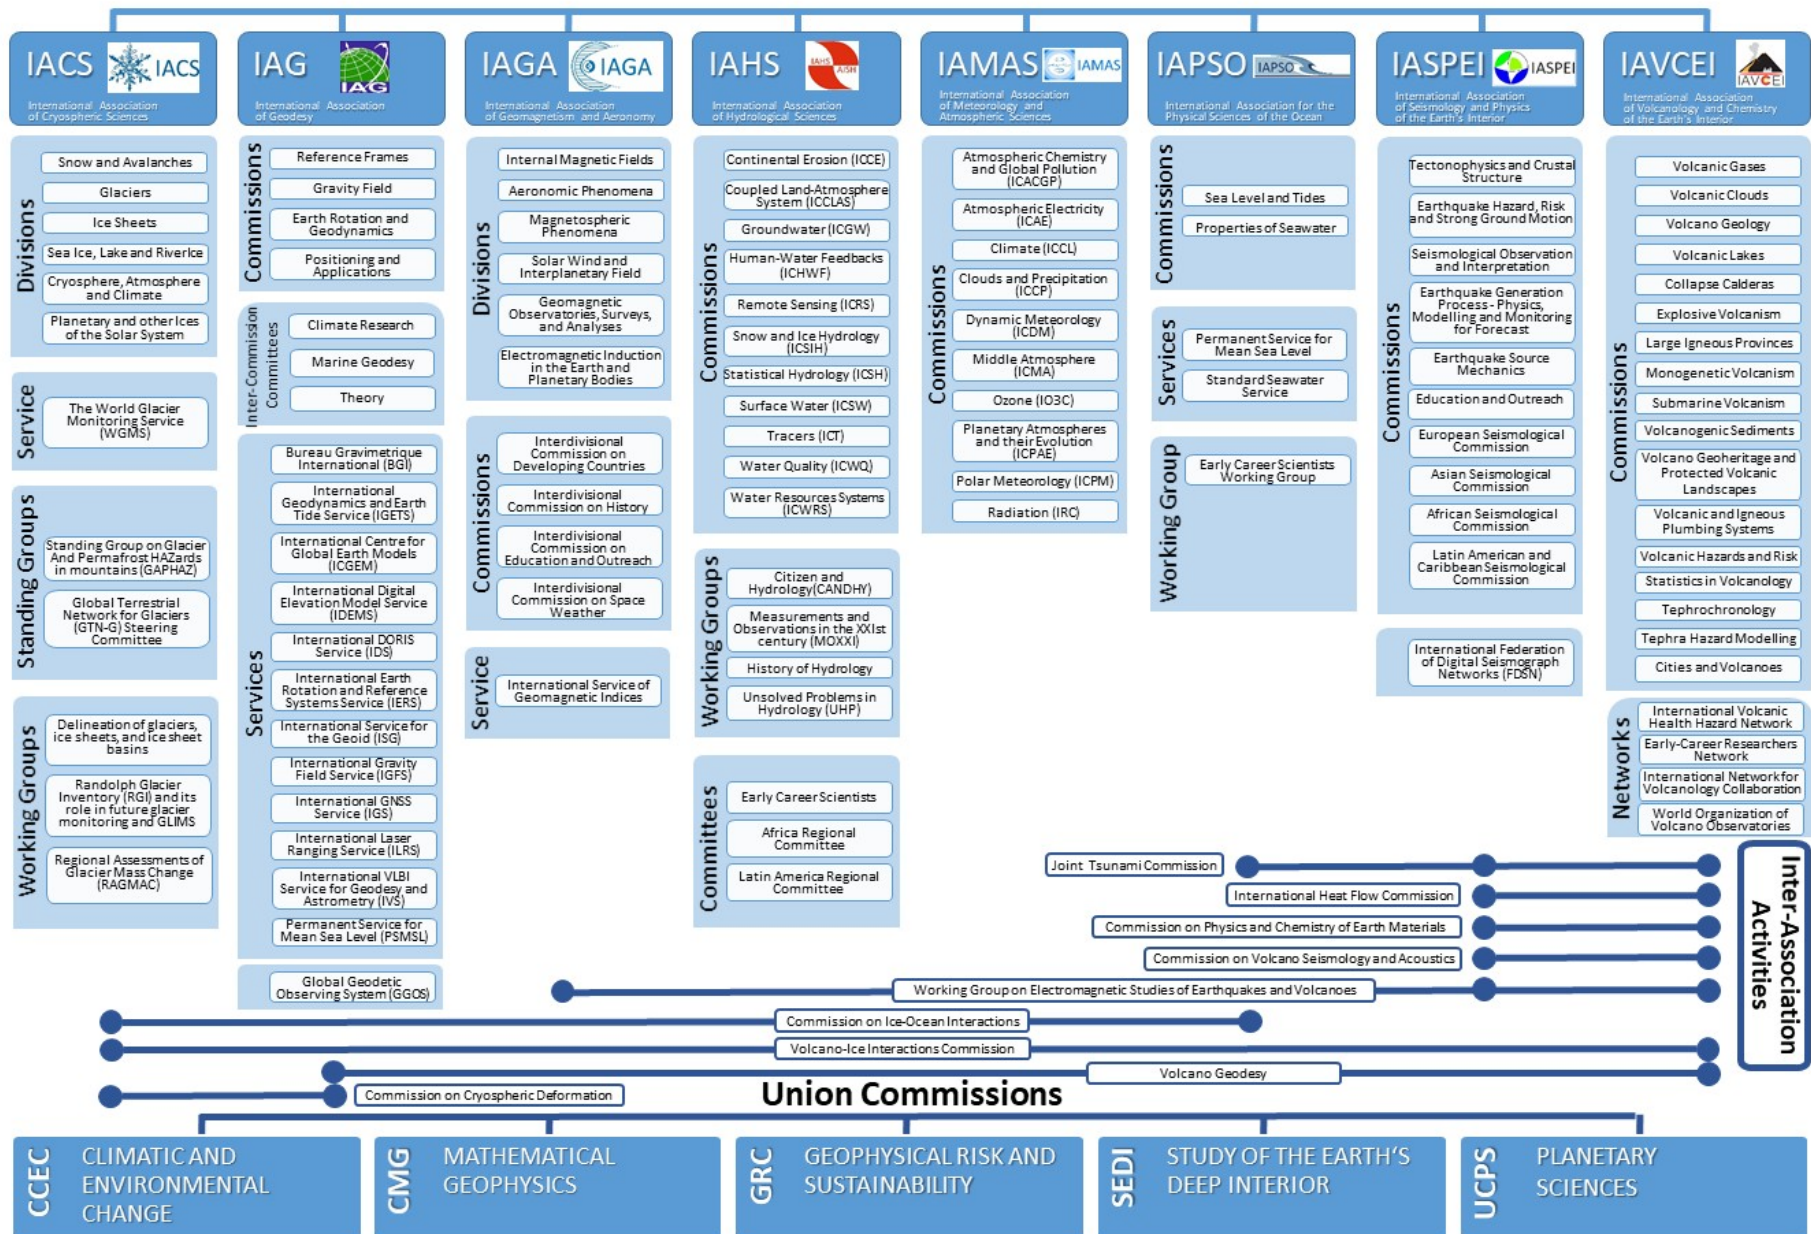 IACS
IACS
International Association
of Cryospheric Sciences
Divisions
Snow and Avalanches
Glaciers
Ice Sheets
Sea Ice, Lake and RiverIce
Cryosphere, Atmosphere
and Climate
Planetary and other Ices
of the Solar System
Service
The World Glacier
Monitoring Service
(WGMS)
Standing Groups
Standing Group on Glacier
And Permafrost HAZards
in mountains (GAPHAZ)
Global Terrestrial
Network for Glaciers
(GTN-G) Steering
Committee
Working Groups
Delineation of glaciers,
ice sheets, and ice sheet
basins
Randolph Glacier
Inventory (RGI) and its
role in future glacier
monitoring and GLIMS
Regional Assessments of
Glacier Mass Change
(RAGMAC)
IAG
IAG
International Association
of Geodesy
Commissions
Reference Frames
Gravity Field
Earth Rotation and
Geodynamics
Positioning and
Applications
Inter-Commission
Committees
Climate Research
Marine Geodesy
Theory
Services
Bureau Gravimetrique
International (BGI)
International
Geodynamics and Earth
Tide Service (IGETS)
International Centre for
Global Earth Models
(ICGEM)
International Digital
Elevation Model Service
(IDEMS)
International DORIS
Service (IDS)
International Earth
Rotation and Reference
Systems Service (IERS)
International Service for
the Geoid (ISG)
International Gravity
Field Service (IGFS)
International GNSS
Service (IGS)
International Laser
Ranging Service (ILRS)
International VLBI
Service for Geodesy and
Astrometry (IVS)
Permanent Service for
Mean Sea Level (PSMSL)
Global Geodetic
Observing System (GGOS)
IAGA
IAGA
International Association
of Geomagnetism and Aeronomy
Divisions
Internal Magnetic Fields
Aeronomic Phenomena
Magnetospheric
Phenomena
Solar Wind and
Interplanetary Field
Geomagnetic
Observatories, Surveys,
and Analyses
Electromagnetic Induction
in the Earth and
Planetary Bodies
Commissions
Interdivisional
Commission on
Developing Countries
Interdivisional
Commission on History
Interdivisional
Commission on
Education and Outreach
Interdivisional
Commission on Space
Weather
Service
International Service of
Geomagnetic Indices
IAHS
IAHS
AISH
International Association
of Hydrological Sciences
Commissions
Continental Erosion (ICCE)
Coupled Land-Atmosphere
System (ICCLAS)
Groundwater (ICGW)
Human-Water Feedbacks
(ICHWF)
Remote Sensing (ICRS)
Snow and Ice Hydrology
(ICSIH)
Statistical Hydrology (ICSH)
Surface Water (ICSW)
Tracers (ICT)
Water Quality (ICWQ)
Water Resources Systems
(ICWRS)
Working Groups
Citizen and
Hydrology(CANDHY)
Measurements and
Observations in the XXIst
century (MOXXI)
History of Hydrology
Unsolved Problems in
Hydrology (UHP)
Committees
Early Career Scientists
Africa Regional
Committee
Latin America Regional
Committee
IAMAS
IAMAS
International Association
of Meteorology and
Atmospheric Sciences
Commissions
Atmospheric Chemistry
and Global Pollution
(ICACGP)
Atmospheric Electricity
(ICAE)
Climate (ICCL)
Clouds and Precipitation
(ICCP)
Dynamic Meteorology
(ICDM)
Middle Atmosphere
(ICMA)
Ozone (IO3C)
Planetary Atmospheres
and their Evolution
(ICPAE)
Polar Meteorology (ICPM)
Radiation (IRC)
IAPSO
IAPSO
International Association for the
Physical Sciences of the Ocean
Commissions
Sea Level and Tides
Properties of Seawater
Services
Permanent Service for
Mean Sea Level
Standard Seawater
Service
Working Group
Early Career Scientists
Working Group
IASPEI
IASPEI
International Association
of Seismology and Physics
of the Earth's Interior
Commissions
Tectonophysics and Crustal
Structure
Earthquake Hazard, Risk
and Strong Ground Motion
Seismological Observation
and Interpretation
Earthquake Generation
Process - Physics,
Modelling and Monitoring
for Forecast
Earthquake Source
Mechanics
Education and Outreach
European Seismological
Commission
Asian Seismological
Commission
African Seismological
Commission
Latin American and
Caribbean Seismological
Commission
International Federation
of Digital Seismograph
Networks (FDSN)
IAVCEI
IAVCEI
International Association
of Volcanology and Chemistry
of the Earth's Interior
Commissions
Volcanic Gases
Volcanic Clouds
Volcano Geology
Volcanic Lakes
Collapse Calderas
Explosive Volcanism
Large Igneous Provinces
Monogenetic Volcanism
Submarine Volcanism
Volcanogenic Sediments
Volcano Geoheritage and
Protected Volcanic
Landscapes
Volcanic and Igneous
Plumbing Systems
Volcanic Hazards and Risk
Statistics in Volcanology
Tephrochronology
Tephra Hazard Modelling
Cities and Volcanoes
Networks
International Volcanic
Health Hazard Network
Early-Career Researchers
Network
International Network for
Volcanology Collaboration
World Organization of
Volcano Observatories
Inter-Association
Activities
Joint Tsunami Commission
International Heat Flow Commission
Commission on Physics and Chemistry of Earth Materials
Commission on Volcano Seismology and Acoustics
Working Group on Electromagnetic Studies of Earthquakes and Volcanoes
Commission on Ice-Ocean Interactions
Volcano-Ice Interactions Commission
Volcano Geodesy
Commission on Cryospheric Deformation
Union Commissions
CCEC
CLIMATIC AND
ENVIRONMENTAL
CHANGE
CMG
MATHEMATICAL
GEOPHYSICS
GRC
GEOPHYSICAL RISK AND
SUSTAINABILITY
SEDI
STUDY OF THE EARTH'S
DEEP INTERIOR
UCPS
PLANETARY
SCIENCES